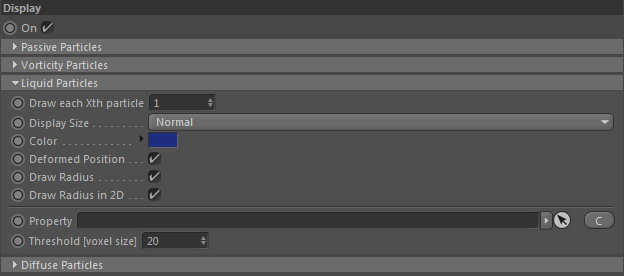 Display
On
Passive Particles
Vorticity Particles
Liquid Particles
Draw each Xth particle 1
Display Size . . . . . . . . . Normal
Color . . . . . . . . . . . .
Deformed Position . . .
Draw Radius . . . . . . . .
Draw Radius in 2D . . .
Property C
Threshold [voxel size] 20
Diffuse Particles